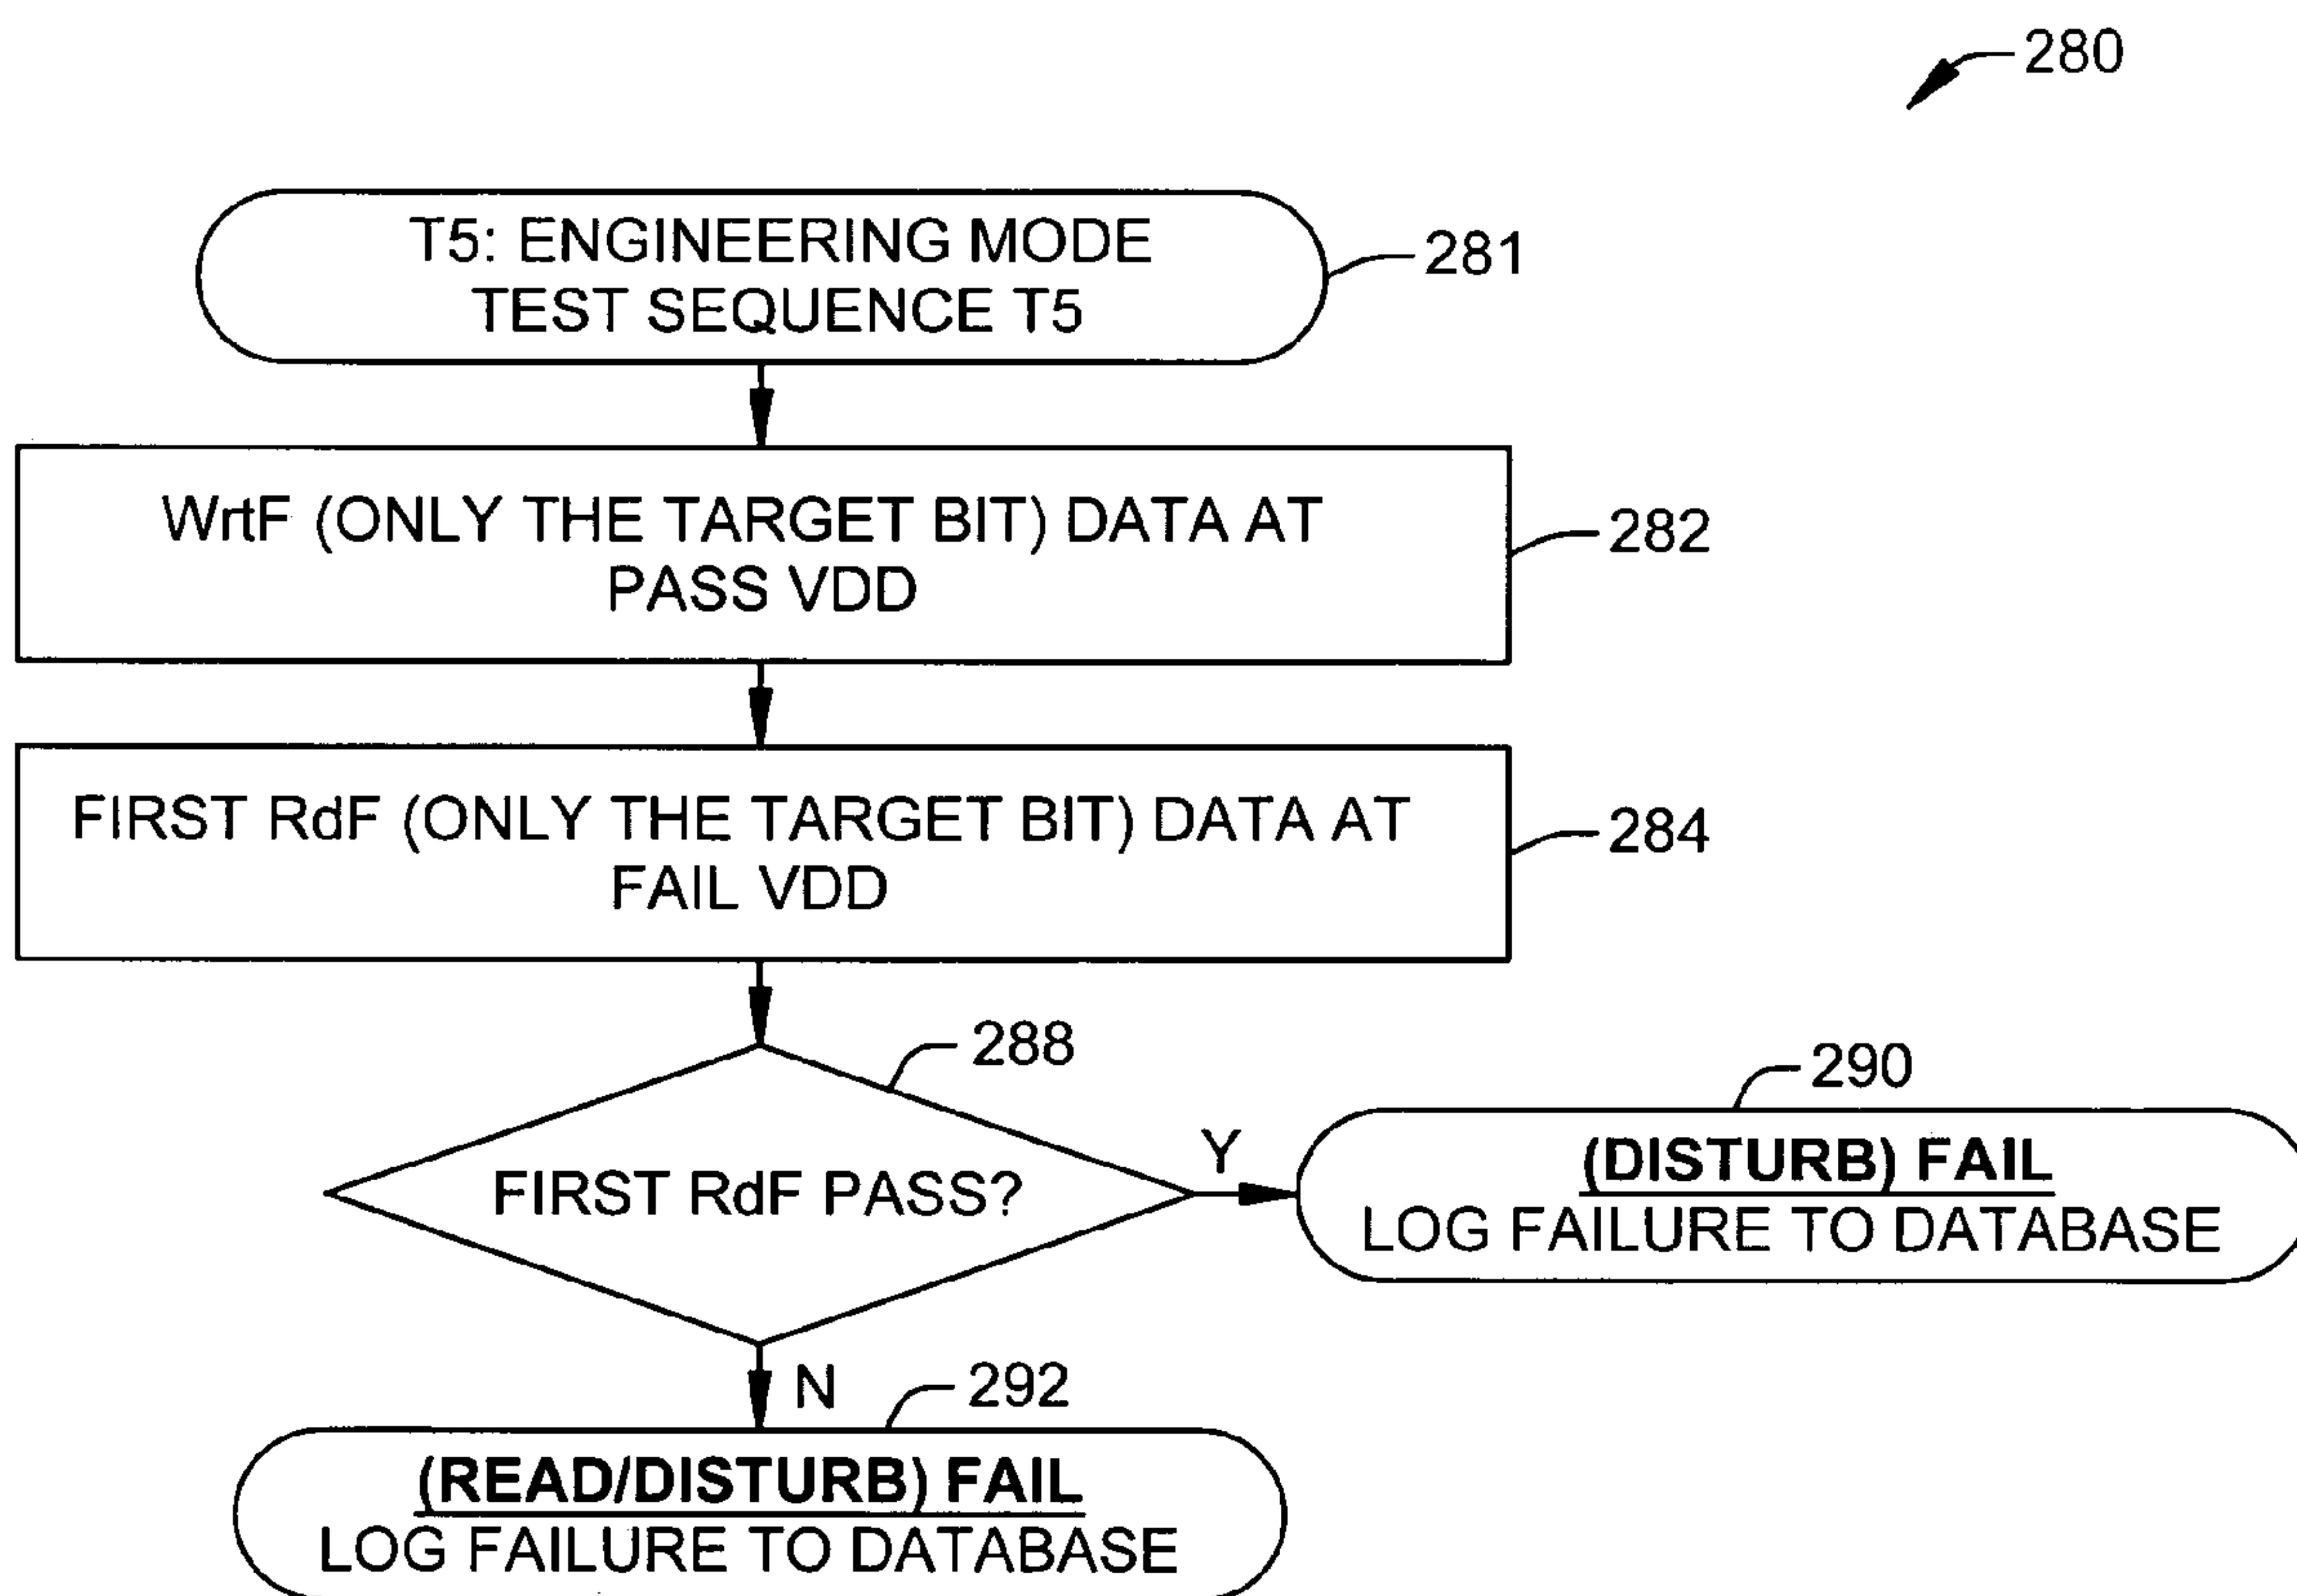 280
T5: ENGINEERING MODE
TEST SEQUENCE T5
281
WrtF (ONLY THE TARGET BIT) DATA AT
PASS VDD
282
FIRST RdF (ONLY THE TARGET BIT) DATA AT
FAIL VDD
284
288
FIRST RdF PASS?
Y
290
(DISTURB) FAIL
LOG FAILURE TO DATABASE
N
292
(READ/DISTURB) FAIL
LOG FAILURE TO DATABASE